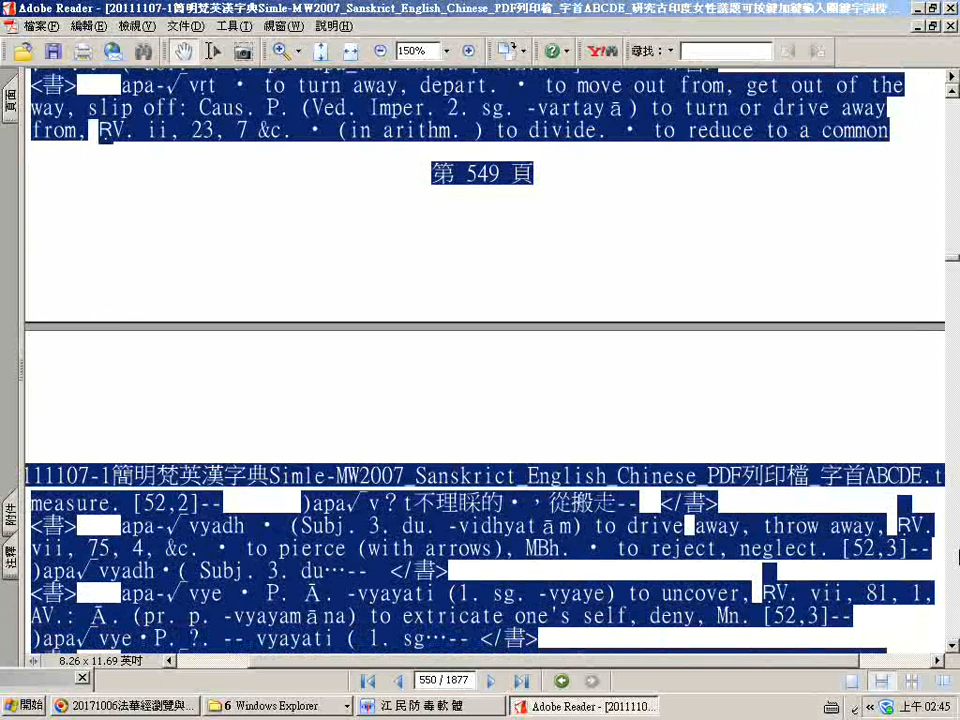 Adobe Reader - [20111107-1簡明梵英漢字典Simle-MW2007_Sanskrict_English_Chinese_PDF列印檔_字首ABCDE_研究古印度女性議題可按鍵加鍵輸入關鍵字詞搜...
檔案(F) 編輯(E) 檢視(V) 文件(D) 工具(T) 視窗(W) 說明(H)
150% Y! 尋找：
頁面
<書> apa-√ vṛt • to turn away, depart. • to move out from, get out of the
way, slip off: Caus. P. (Ved. Imper. 2. sg. -vartayā) to turn or drive away
from, ṚV. ii, 23, 7 &c. • (in arithm. ) to divide. • to reduce to a common
第 549 頁
111107-1簡明梵英漢字典Simle-MW2007_Sanskrict_English_Chinese_PDF列印檔_字首ABCDE.t
measure. [52,2]-- )apa√ v？t不理睬的・，從搬走-- </書>
<書> apa-√ vyadh • (Subj. 3. du. -vidhyatām) to drive away, throw away, ṚV.
vii, 75, 4, &c. • to pierce (with arrows), MBh. • to reject, neglect. [52,3]--
)apa√ vyadh・( Subj. 3. du…-- </書>
<書> apa-√ vye • P. Ā. -vyayati (1. sg. -vyaye) to uncover, ṚV. vii, 81, 1,
AV.: Ā. (pr. p. -vyayamāna) to extricate one's self, deny, Mn. [52,3]--
)apa√ vye・P. ?. -- vyayati ( 1. sg…-- </書>
附件
註釋
8.26 x 11.69 英吋
550 / 1877
開始 20171006法華經瀏覽與... 6 Windows Explorer 江民防毒軟體 Adobe Reader - [2011110... 上午 02:45